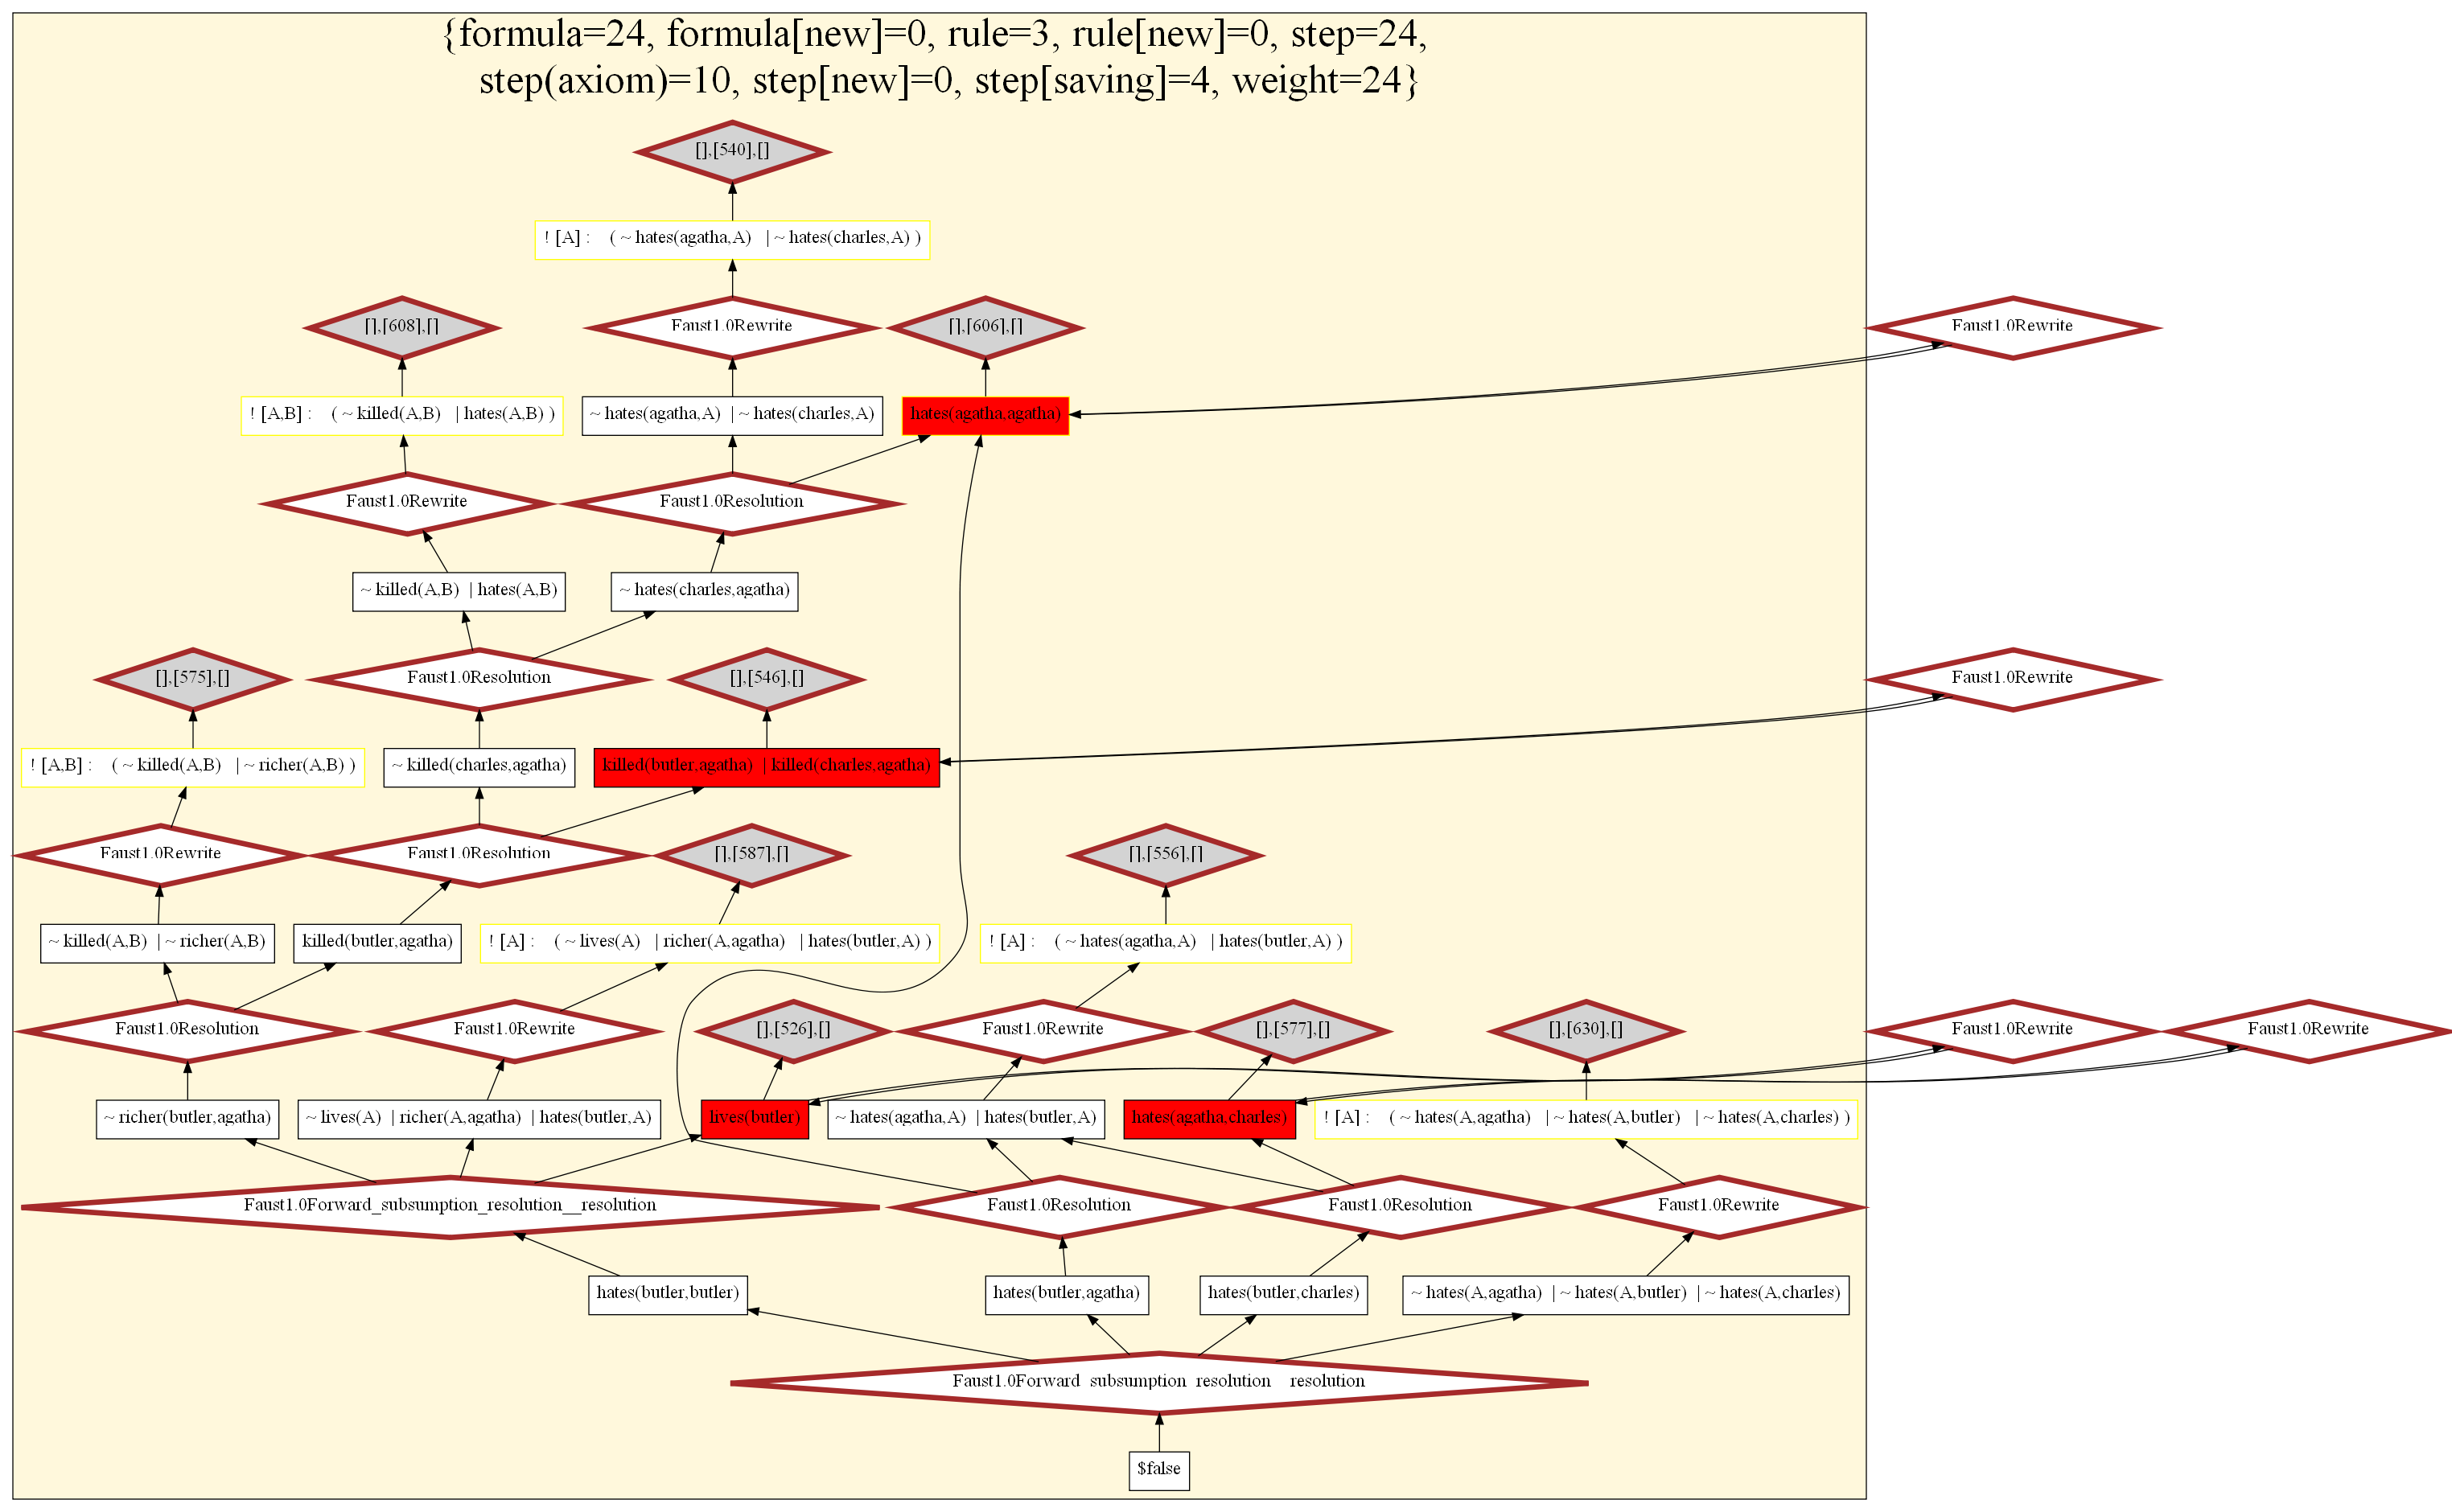 {formula=24, formula[new]=0, rule=3, rule[new]=0, step=24,
step(axiom)=10, step[new]=0, step[saving]=4, weight=24}
[],[540],[]
! [A] : ( ~ hates(agatha,A) | ~ hates(charles,A) )
[],[608],[]
Faust1.0Rewrite
[],[606],[]
Faust1.0Rewrite
! [A,B] : ( ~ killed(A,B) | hates(A,B) )
~ hates(agatha,A) | ~ hates(charles,A)
hates(agatha,agatha)
Faust1.0Rewrite
Faust1.0Resolution
~ killed(A,B) | hates(A,B)
~ hates(charles,agatha)
[],[575],[]
Faust1.0Resolution
[],[546],[]
Faust1.0Rewrite
! [A,B] : ( ~ killed(A,B) | ~ richer(A,B) )
~ killed(charles,agatha)
killed(butler,agatha) | killed(charles,agatha)
Faust1.0Rewrite
Faust1.0Resolution
[],[587],[]
[],[556],[]
~ killed(A,B) | ~ richer(A,B)
killed(butler,agatha)
! [A] : ( ~ lives(A) | richer(A,agatha) | hates(butler,A) )
! [A] : ( ~ hates(agatha,A) | hates(butler,A) )
Faust1.0Resolution
Faust1.0Rewrite
[],[526],[]
Faust1.0Rewrite
[],[577],[]
[],[630],[]
Faust1.0Rewrite
Faust1.0Rewrite
~ richer(butler,agatha)
~ lives(A) | richer(A,agatha) | hates(butler,A)
lives(butler)
~ hates(agatha,A) | hates(butler,A)
hates(agatha,charles)
! [A] : ( ~ hates(A,agatha) | ~ hates(A,butler) | ~ hates(A,charles) )
Faust1.0Forward_subsumption_resolution__resolution
Faust1.0Resolution
Faust1.0Resolution
Faust1.0Rewrite
hates(butler,butler)
hates(butler,agatha)
hates(butler,charles)
~ hates(A,agatha) | ~ hates(A,butler) | ~ hates(A,charles)
Faust1.0Forward_subsumption_resolution__resolution
$false